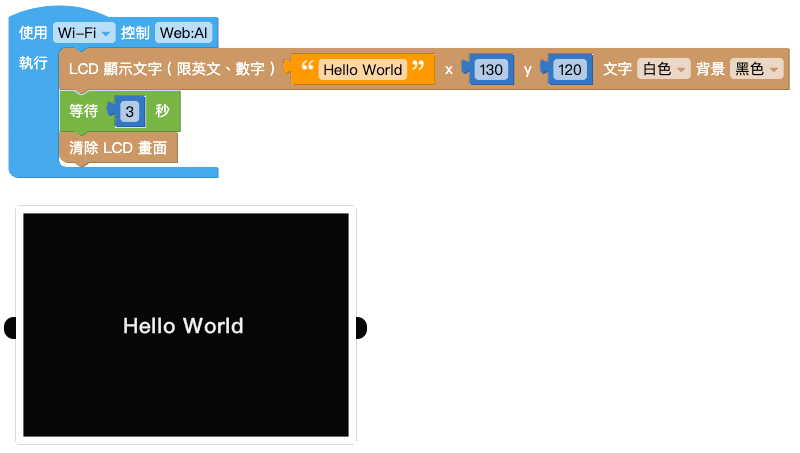 使用 Wi-Fi 控制 Web:AI
執行 LCD 顯示文字（限英文、數字） “ Hello World ” x 130 y 120 文字 白色 背景 黑色
等待 3 秒
清除 LCD 畫面
Hello World